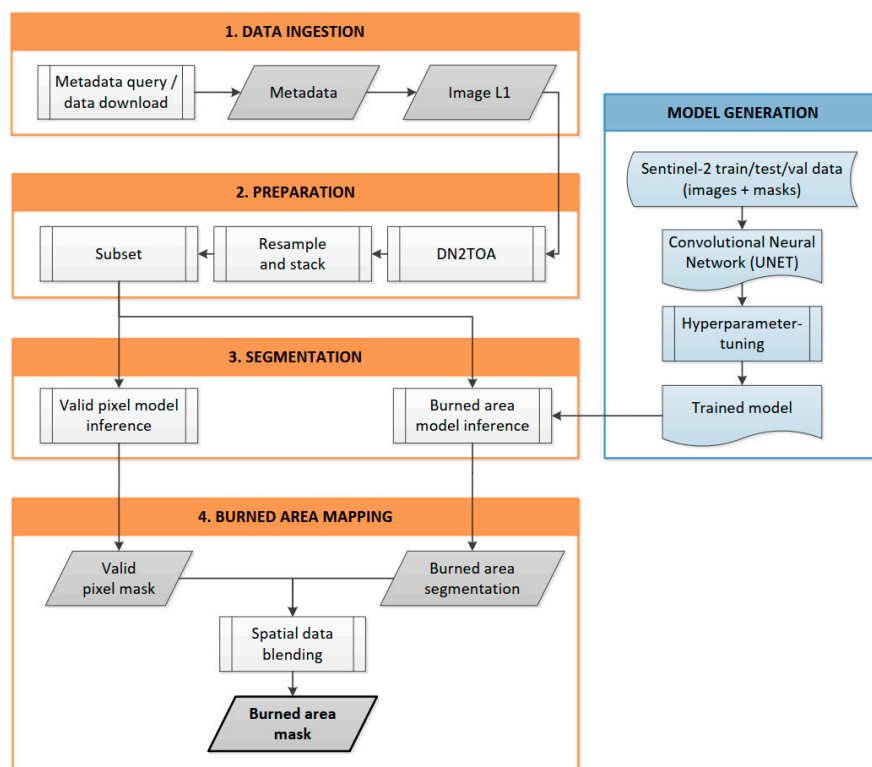 1. DATA INGESTION
Metadata query /
data download
Metadata
Image L1
MODEL GENERATION
Sentinel-2 train/test/val data
(images + masks)
Convolutional Neural
Network (UNET)
Hyperparameter-
tuning
Trained model
2. PREPARATION
Subset
Resample
and stack
DN2TOA
3. SEGMENTATION
Valid pixel model
inference
Burned area
model inference
4. BURNED AREA MAPPING
Valid
pixel mask
Burned area
segmentation
Spatial data
blending
Burned area
mask